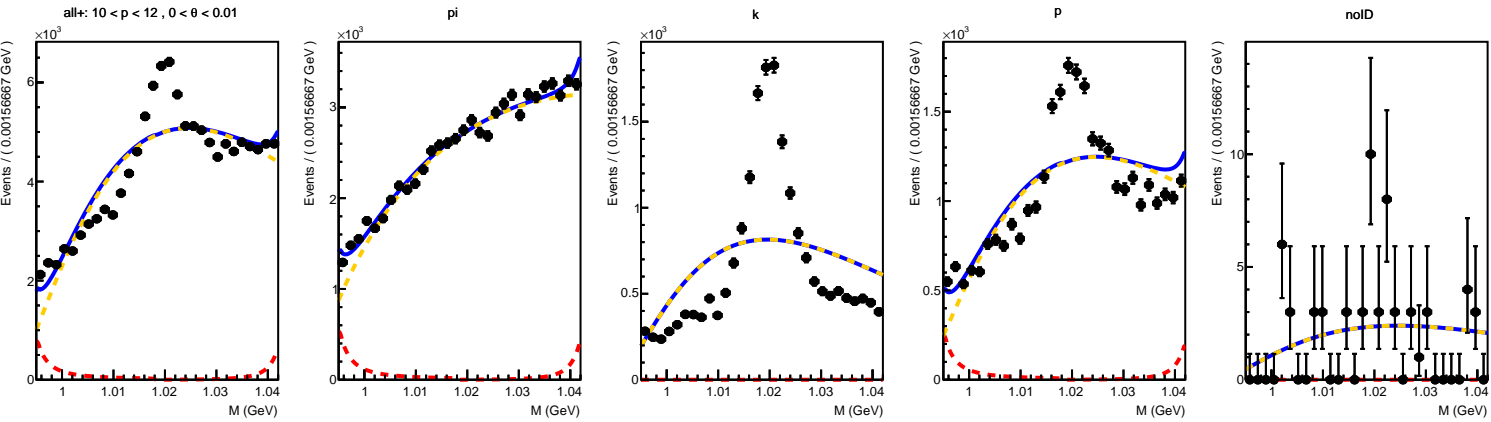 all+: 10 < p < 12 , 0 < θ < 0.01
×10³
Events / ( 0.00156667 GeV )
6
4
2
0
1 1.01 1.02 1.03 1.04
M (GeV)
pi
×10³
Events / ( 0.00156667 GeV )
3
2
1
0
1 1.01 1.02 1.03 1.04
M (GeV)
k
×10³
Events / ( 0.00156667 GeV )
1.5
1
0.5
0
1 1.01 1.02 1.03 1.04
M (GeV)
p
×10³
Events / ( 0.00156667 GeV )
1.5
1
0.5
0
1 1.01 1.02 1.03 1.04
M (GeV)
noID
Events / ( 0.00156667 GeV )
10
5
0
1 1.01 1.02 1.03 1.04
M (GeV)